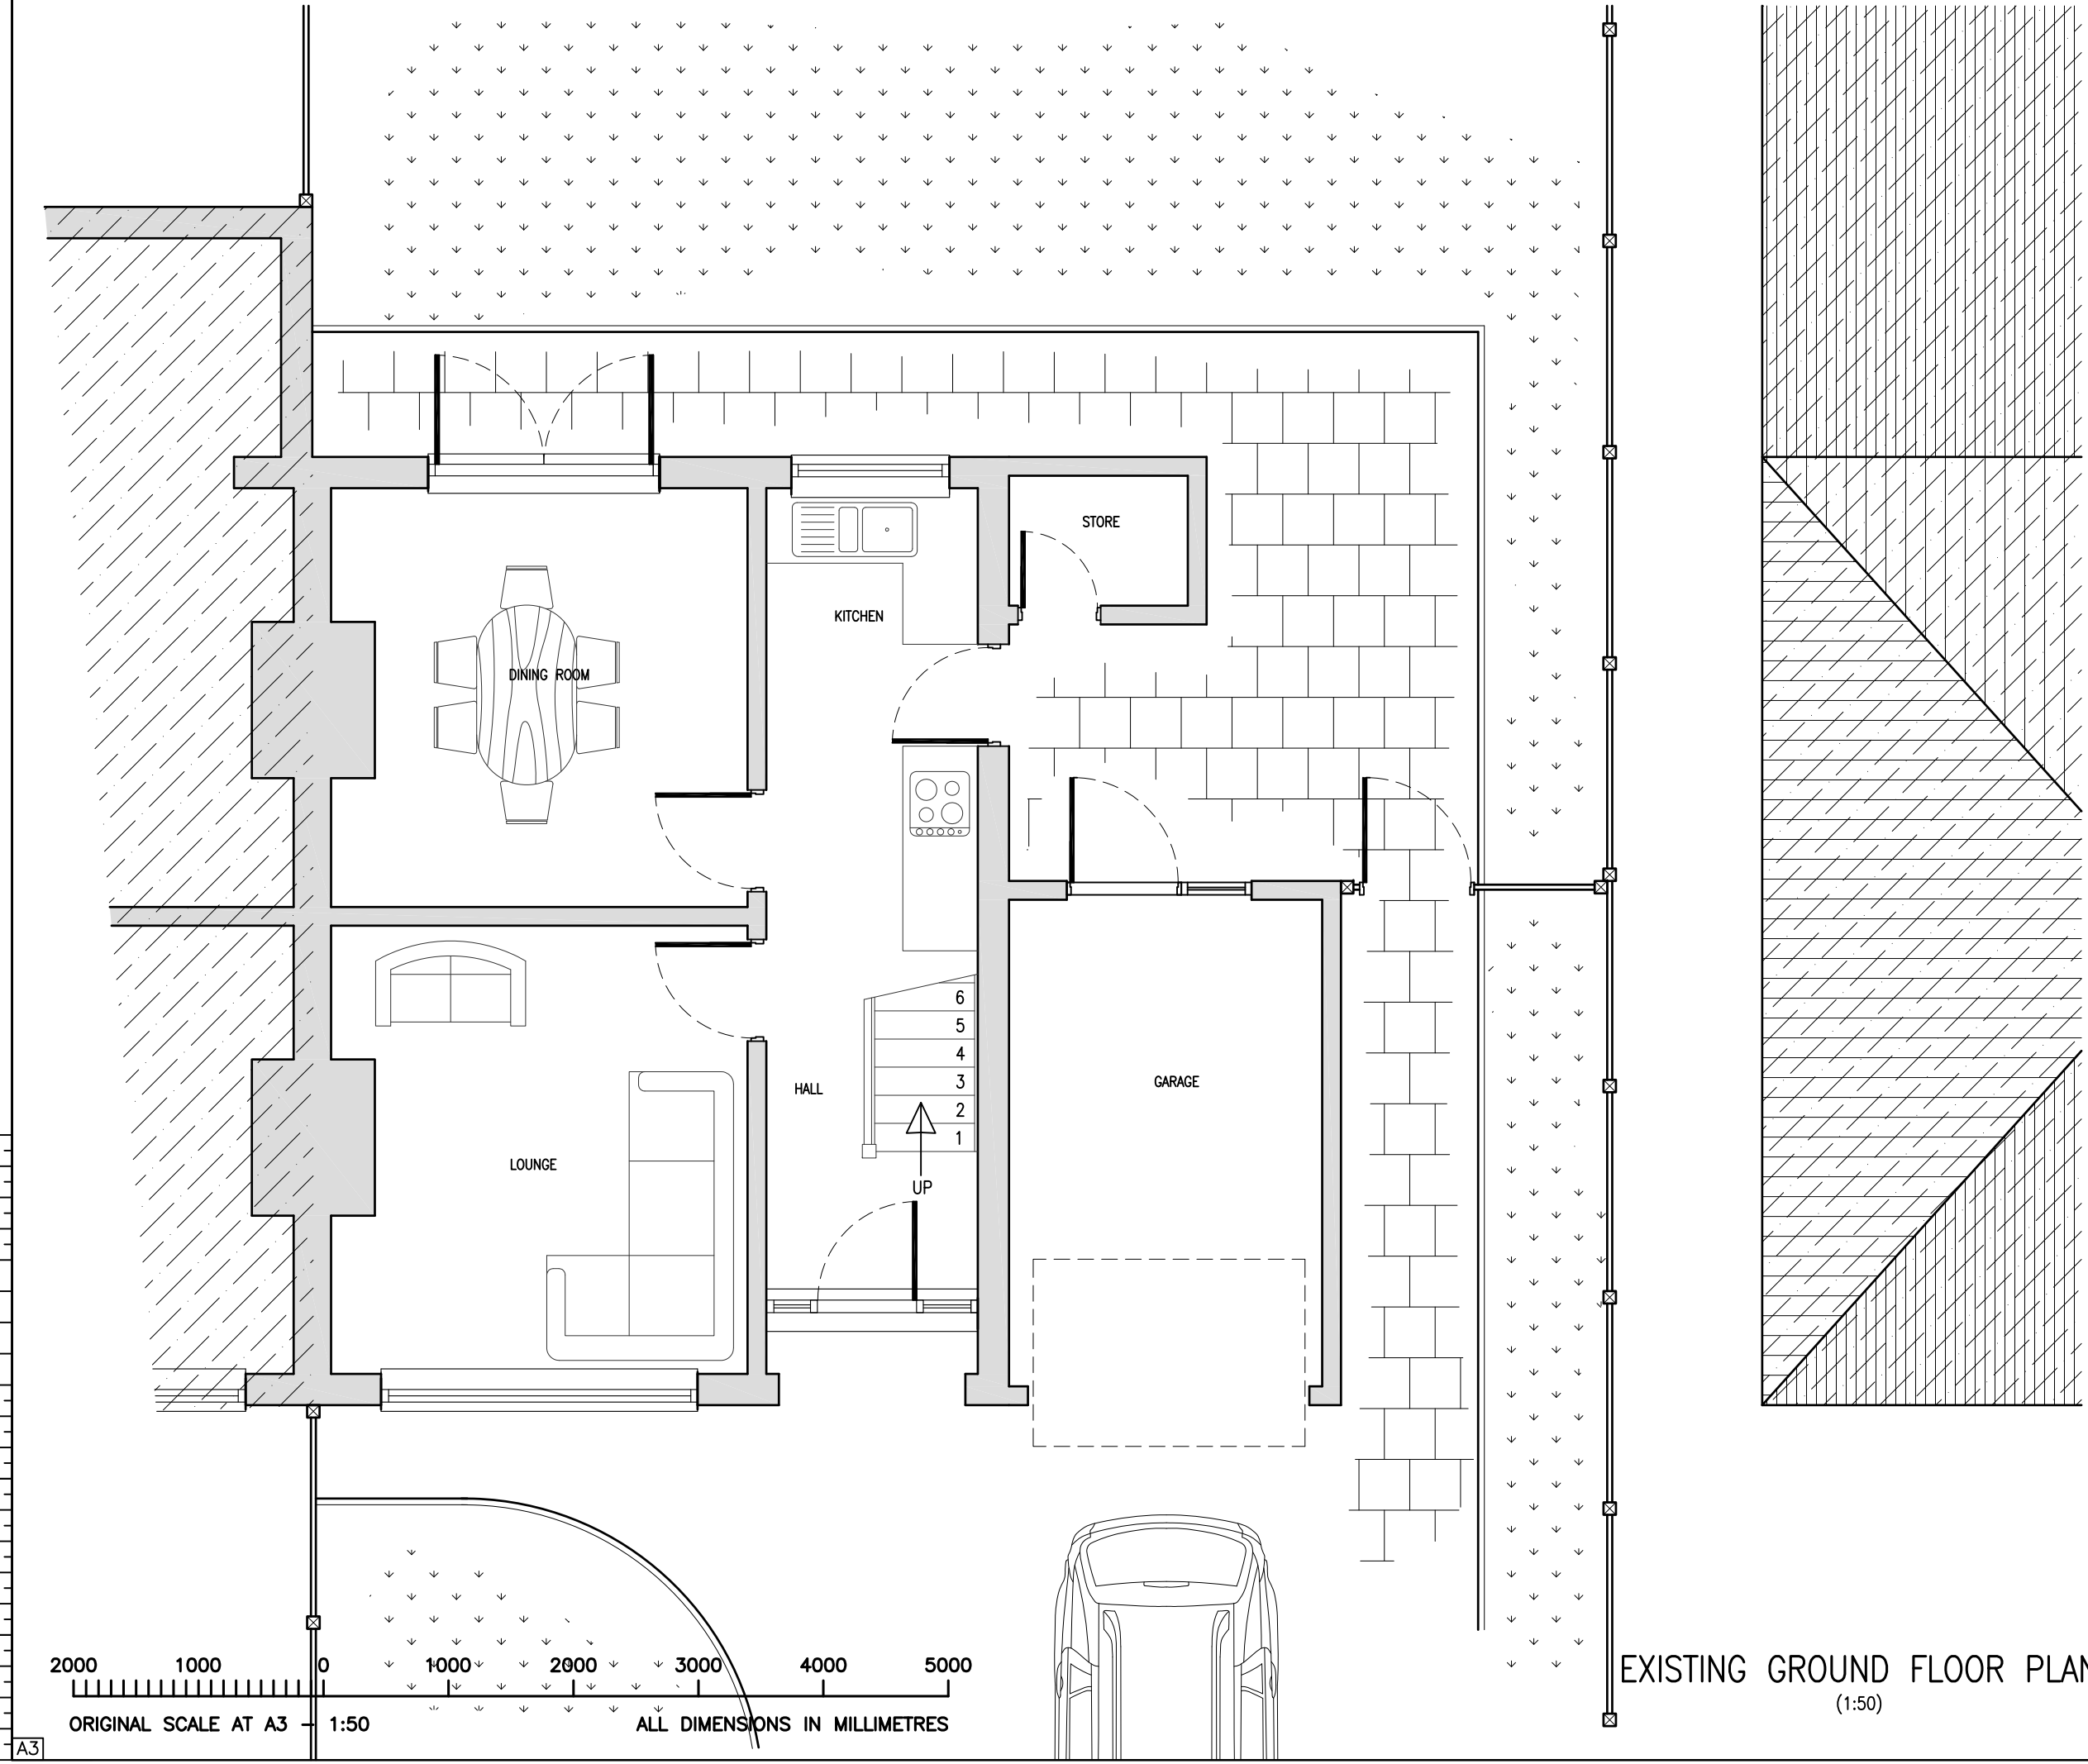 STORE
KITCHEN
DINING ROOM
6
5
4
3
2
1
HALL
GARAGE
LOUNGE
UP
2000 1000 0 1000 2000 3000 4000 5000
ORIGINAL SCALE AT A3 - 1:50 ALL DIMENSIONS IN MILLIMETRES
EXISTING GROUND FLOOR PLAN
(1:50)
A3